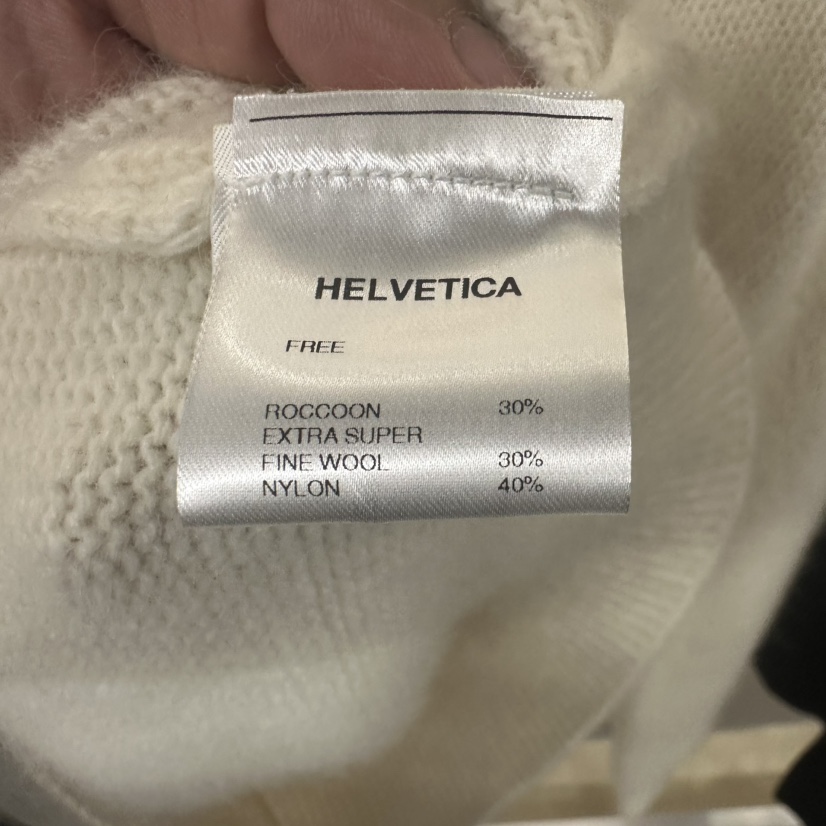 HELVETICA
FREE
ROCCOON 30%
EXTRA SUPER
FINE WOOL 30%
NYLON 40%